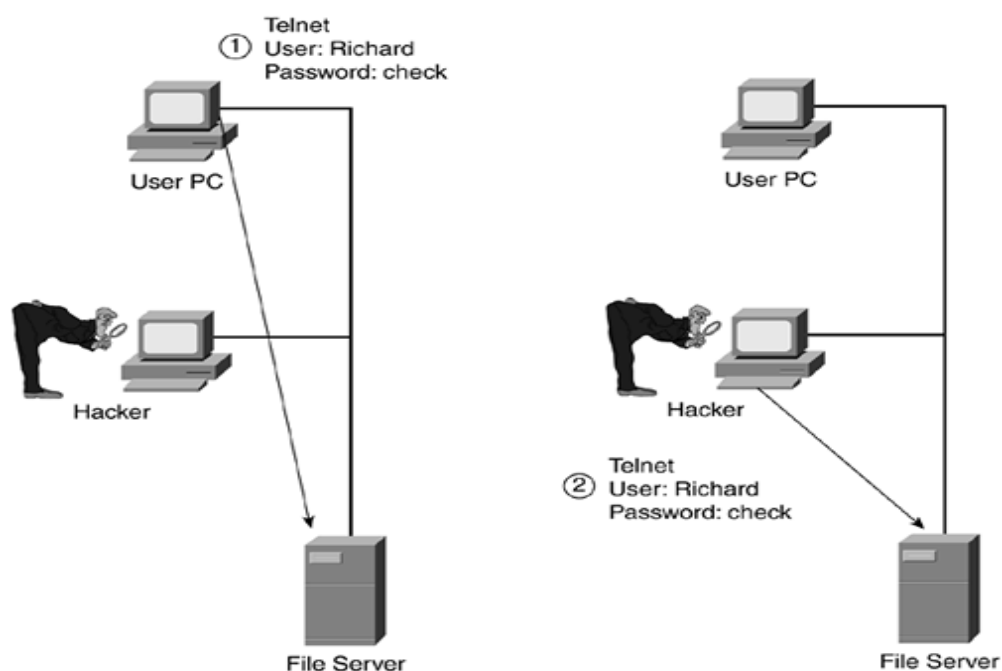 Telnet
① User: Richard
Password: check
User PC
Hacker
File Server
User PC
Hacker
Telnet
② User: Richard
Password: check
File Server